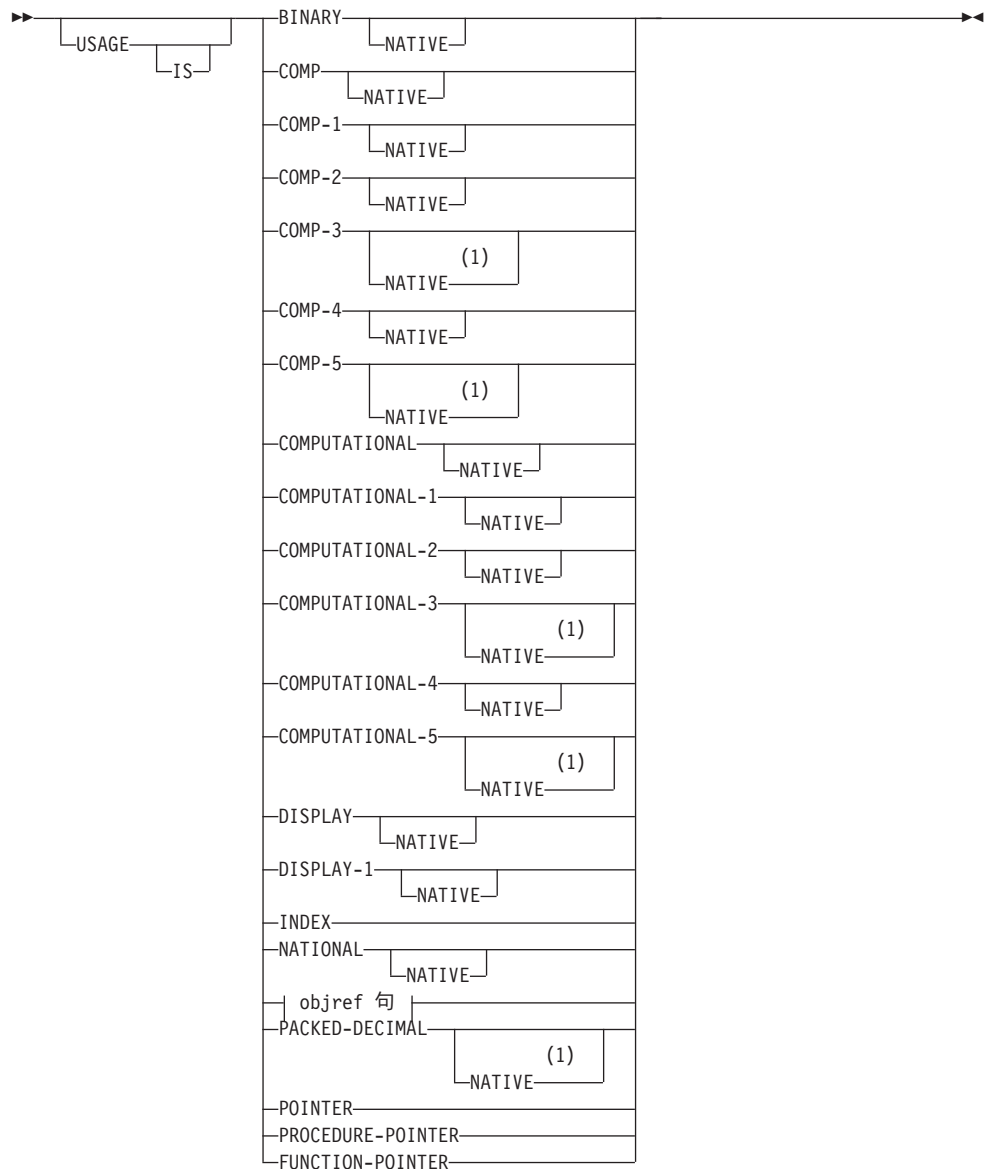 BINARY
USAGE
NATIVE
IS
COMP
NATIVE
COMP-1
NATIVE
COMP-2
NATIVE
COMP-3
(1)
NATIVE
COMP-4
NATIVE
COMP-5
(1)
NATIVE
COMPUTATIONAL
NATIVE
COMPUTATIONAL-1
NATIVE
COMPUTATIONAL-2
NATIVE
COMPUTATIONAL-3
(1)
NATIVE
COMPUTATIONAL-4
NATIVE
COMPUTATIONAL-5
(1)
NATIVE
DISPLAY
NATIVE
DISPLAY-1
NATIVE
INDEX
NATIONAL
NATIVE
objref 句
PACKED-DECIMAL
(1)
NATIVE
POINTER
PROCEDURE-POINTER
FUNCTION-POINTER